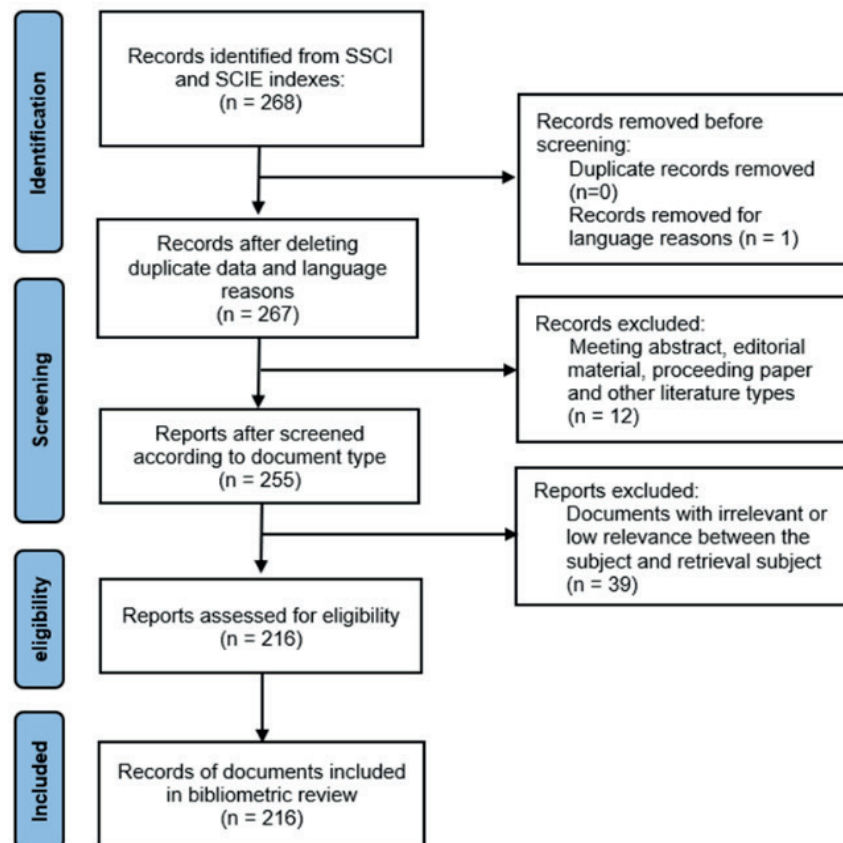 Identification
Records identified from SSCI
and SCIE indexes:
(n = 268)
Records removed before
screening:
Duplicate records removed
(n=0)
Records removed for
language reasons (n = 1)
Records after deleting
duplicate data and language
reasons
(n = 267)
Screening
Records excluded:
Meeting abstract, editorial
material, proceeding paper
and other literature types
(n = 12)
Reports after screened
according to document type
(n = 255)
Reports excluded:
Documents with irrelevant or
low relevance between the
subject and retrieval subject
(n = 39)
eligibility
Reports assessed for eligibility
(n = 216)
Included
Records of documents included
in bibliometric review
(n = 216)